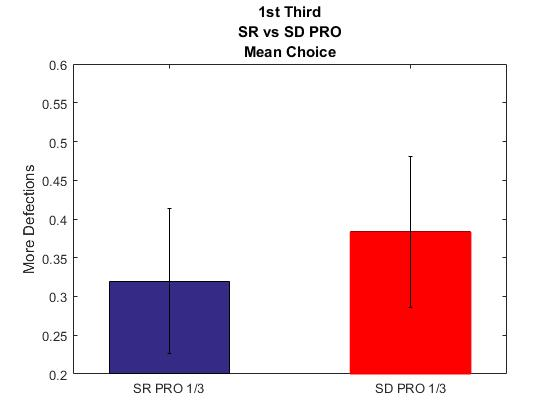 1st Third
SR vs SD PRO
Mean Choice
0.6
0.55
0.5
0.45
0.4
0.35
0.3
0.25
0.2
More Defections
SR PRO 1/3
SD PRO 1/3